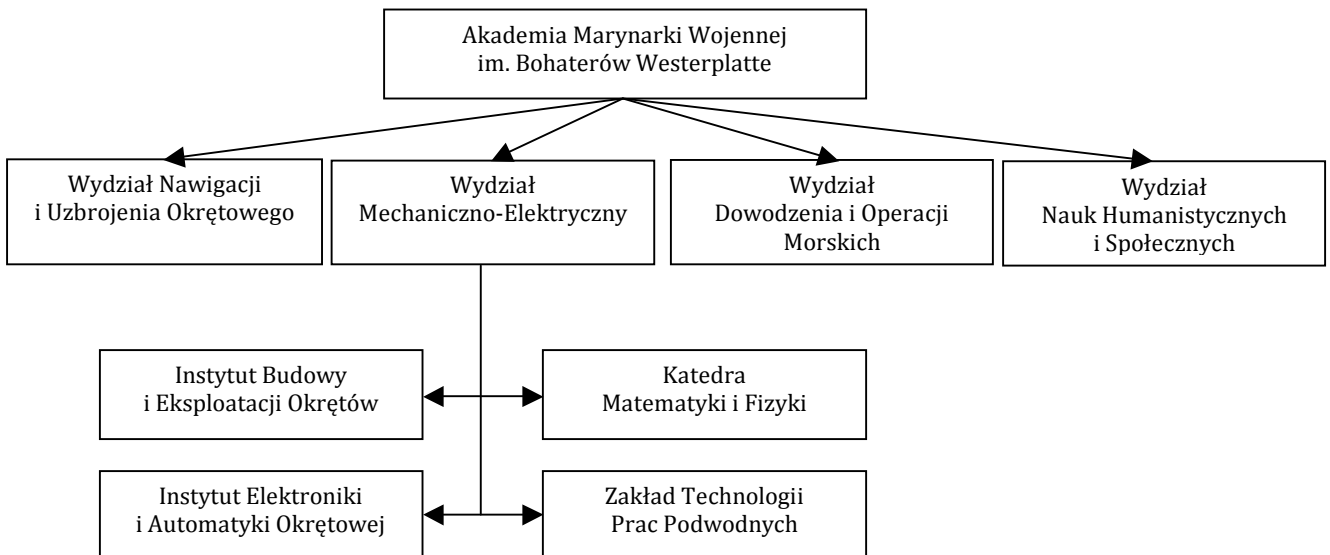 Akademia Marynarki Wojennej
im. Bohaterów Westerplatte
Wydział Nawigacji
i Uzbrojenia Okrętowego
Wydział
Mechaniczno-Elektryczny
Wydział
Dowodzenia i Operacji
Morskich
Wydział
Nauk Humanistycznych
i Społecznych
Instytut Budowy
i Eksploatacji Okrętów
Katedra
Matematyki i Fizyki
Instytut Elektroniki
i Automatyki Okrętowej
Zakład Technologii
Prac Podwodnych